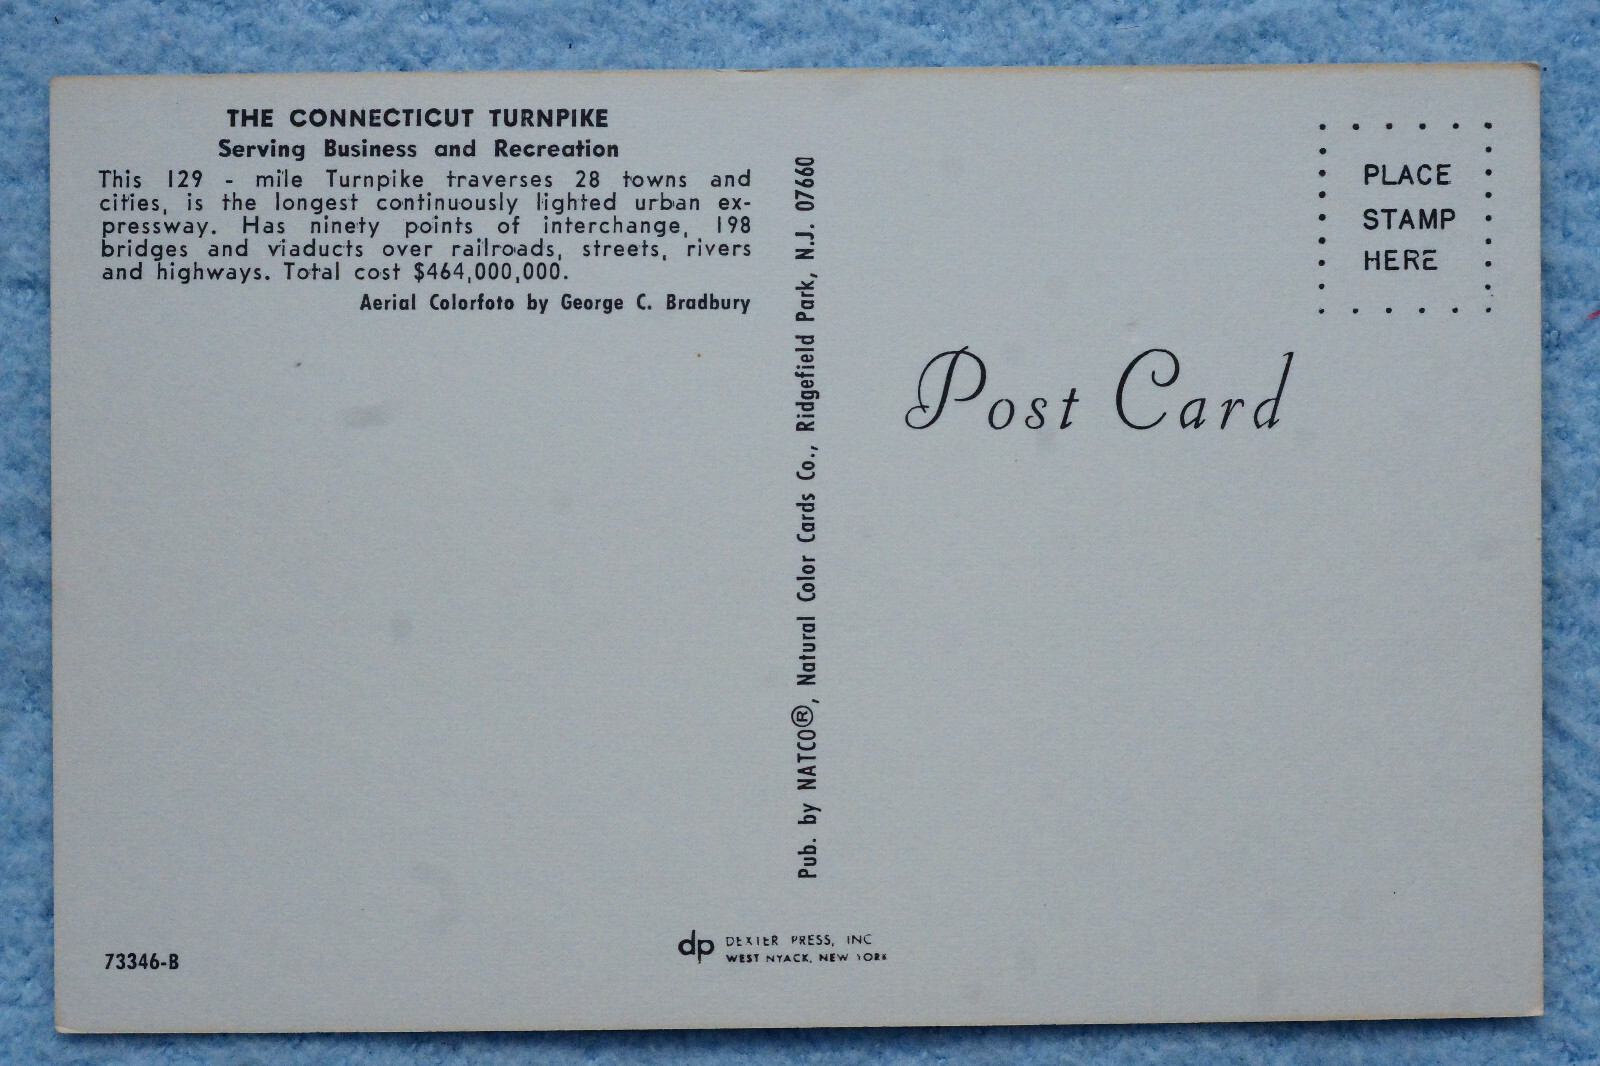 THE CONNECTICUT TURNPIKE
Serving Business and Recreation
This 129 - mile Turnpike traverses 28 towns and
cities, is the longest continuously lighted urban ex-
pressway. Has ninety points of interchange, 198
bridges and viaducts over railroads, streets, rivers
and highways. Total cost $464,000,000.
Aerial Colorfoto by George C. Bradbury
73346-B
Pub. by NATCO®, Natural Color Cards Co., Ridgefield Park, N.J. 07660
dp DEXTER PRESS, INC
WEST NYACK, NEW YORK
PLACE
STAMP
HERE
Post Card